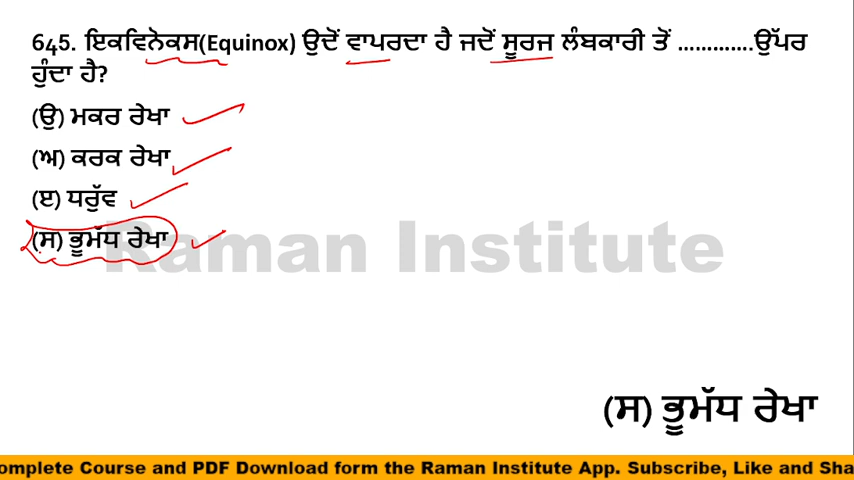 645. ਇਕਵਿਨੋਕਸ(Equinox) ਉਦੋਂ ਵਾਪਰਦਾ ਹੈ ਜਦੋਂ ਸੂਰਜ ਲੰਬਕਾਰੀ ਤੋਂ .............ਉੱਪਰ
ਹੁੰਦਾ ਹੈ?
(ਉ) ਮਕਰ ਰੇਖਾ
(ਅ) ਕਰਕ ਰੇਖਾ
(ੲ) ਧਰੁੱਵ
(ਸ) ਭੂਮੱਧ ਰੇਖਾ
Raman Institute
(ਸ) ਭੂਮੱਧ ਰੇਖਾ
omplete Course and PDF Download form the Raman Institute App. Subscribe, Like and Sha